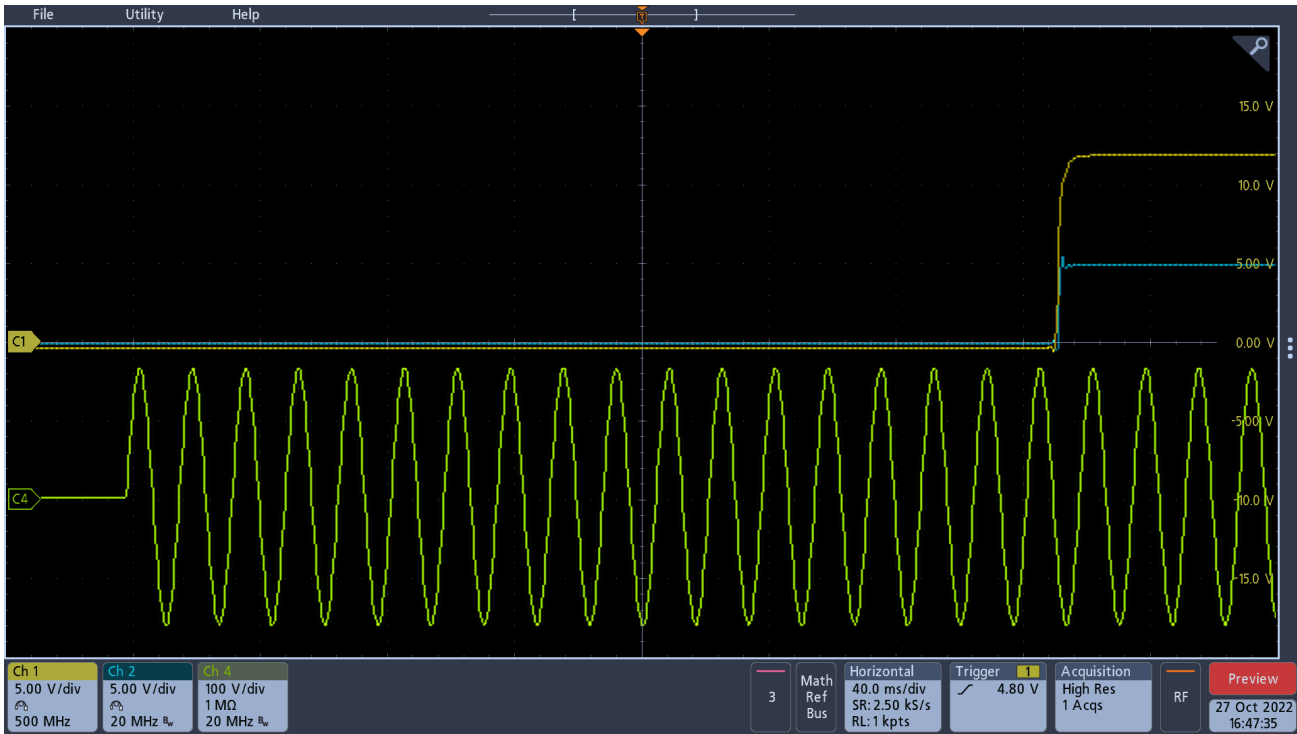 File Utility Help
[ T ]
15.0 V
10.0 V
5.00 V
C1
0.00 V
-5.00 V
C4
-10.0 V
-15.0 V
Ch 1
5.00 V/div
500 MHz
Ch 2
5.00 V/div
20 MHz Bw
Ch 4
100 V/div
1 MΩ
20 MHz Bw
3
Math
Ref
Bus
Horizontal
40.0 ms/div
SR: 2.50 kS/s
RL: 1 kpts
Trigger 1
4.80 V
Acquisition
High Res
1 Acqs
RF
Preview
27 Oct 2022
16:47:35